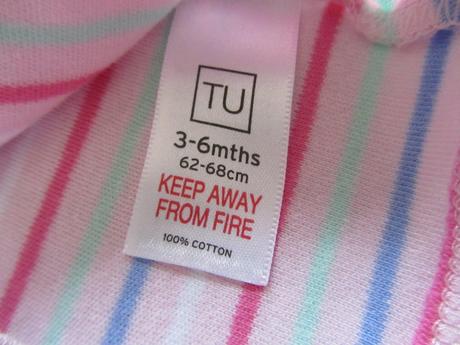 TU
3-6mths
62-68cm
KEEP AWAY
FROM FIRE
100% COTTON